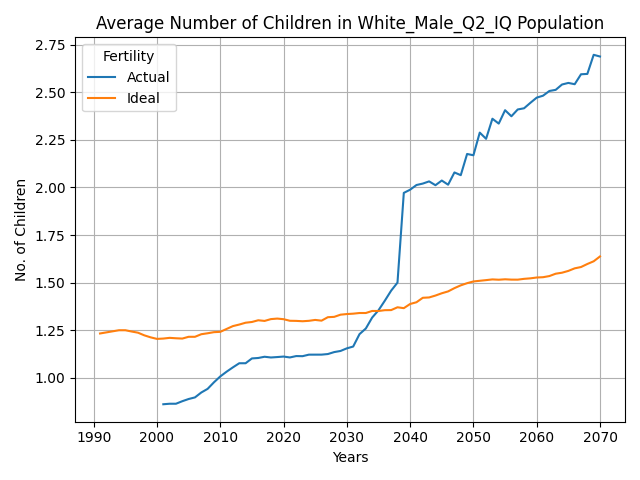 Average Number of Children in White_Male_Q2_IQ Population
Fertility
Actual
Ideal
No. of Children
2.75
2.50
2.25
2.00
1.75
1.50
1.25
1.00
1990 2000 2010 2020 2030 2040 2050 2060 2070
Years